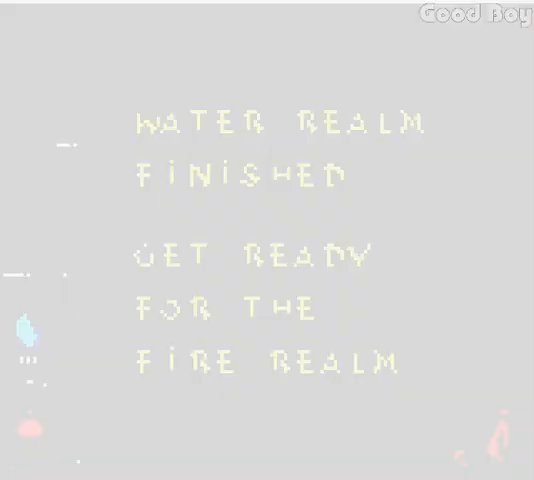 Good Boy
WATER REALM
FINISHED
GET READY
FOR THE
FIRE REALM